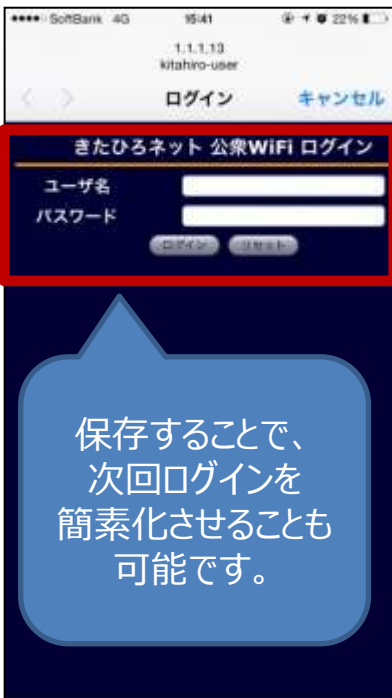 SoftBank 4G 15:41 22%
1.1.1.13
kitahiro-user
ログイン キャンセル
きたひろネット 公衆WiFi ログイン
ユーザ名
パスワード
ログイン リセット
保存することで、
次回ログインを
簡素化させることも
可能です。